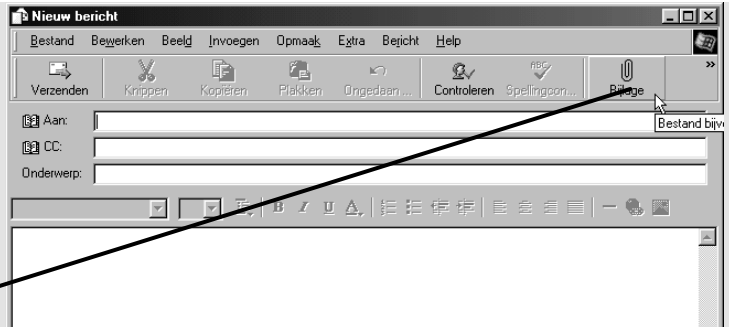 Nieuw bericht
Bestand Bewerken Beeld Invoegen Opmaak Extra Bericht Help
Verzenden Knippen Kopiëren Plakken Ongedaan ... Controleren ABC Spellingcon... Bijlage »
Aan:
Bestand bijv
CC:
Onderwerp:
B I U A